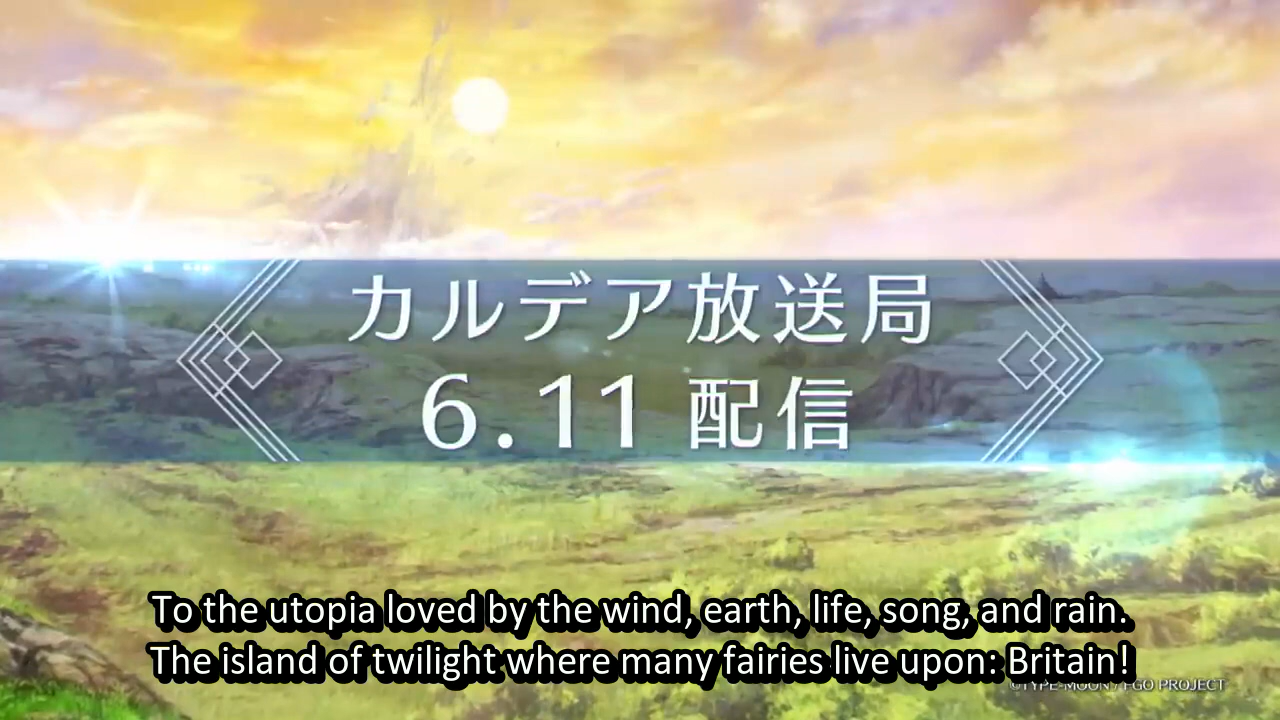 カルデア放送局
6.11 配信
To the utopia loved by the wind, earth, life, song, and rain.
The island of twilight where many fairies live upon: Britain!
©TYPE-MOON / FGO PROJECT